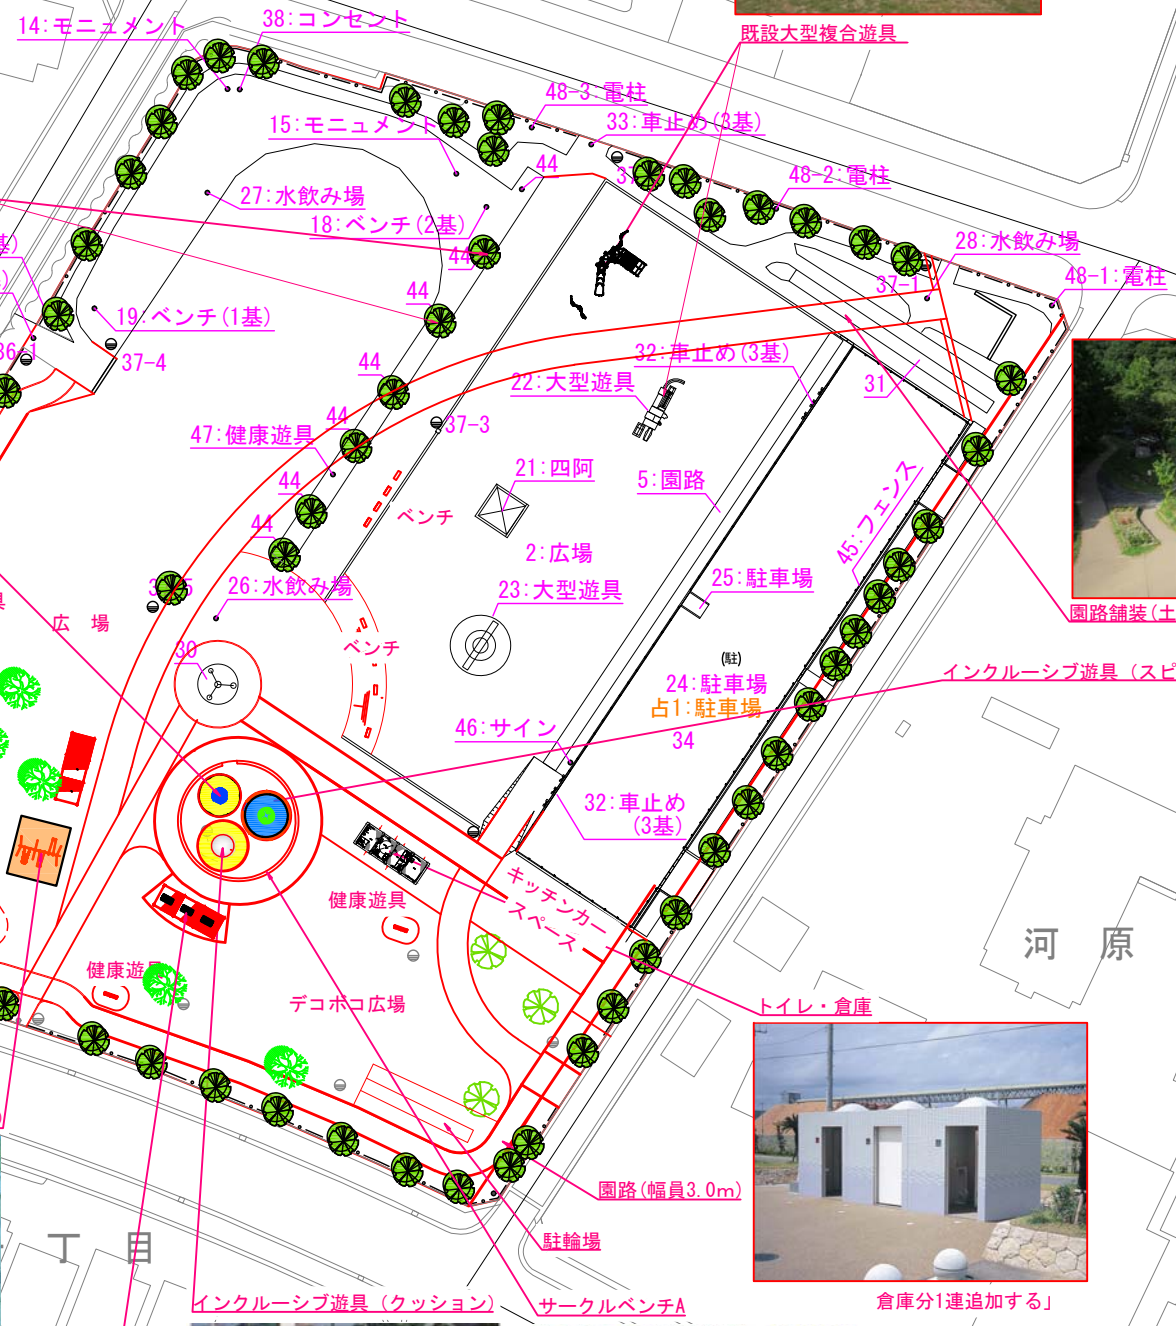 14:モニュメント
38:コンセント
既設大型複合遊具
48-3:電柱
33:車止め(3基)
15:モニュメント
44
37
48-2:電柱
27:水飲み場
18:ベンチ(2基)
28:水飲み場
44
37-1
48-1:電柱
44
19:ベンチ(1基)
36-1
37-4
32:車止め(3基)
44
22:大型遊具
31
44
37-3
47:健康遊具
21:四阿
5:園路
45:フェンス
44
ベンチ
44
2:広場
25:駐車場
26:水飲み場
23:大型遊具
園路舗装(土
広 場
ベンチ
30
(駐)
インクルーシブ遊具(スピ
24:駐車場
占1:駐車場
46:サイン
34
32:車止め
(3基)
キッチンカー
スペース
健康遊具
河 原
健康遊具
デコボコ広場
トイレ・倉庫
園路(幅員3.0m)
丁 目
駐輪場
インクルーシブ遊具(クッション)
サークルベンチA
倉庫分1連追加する」